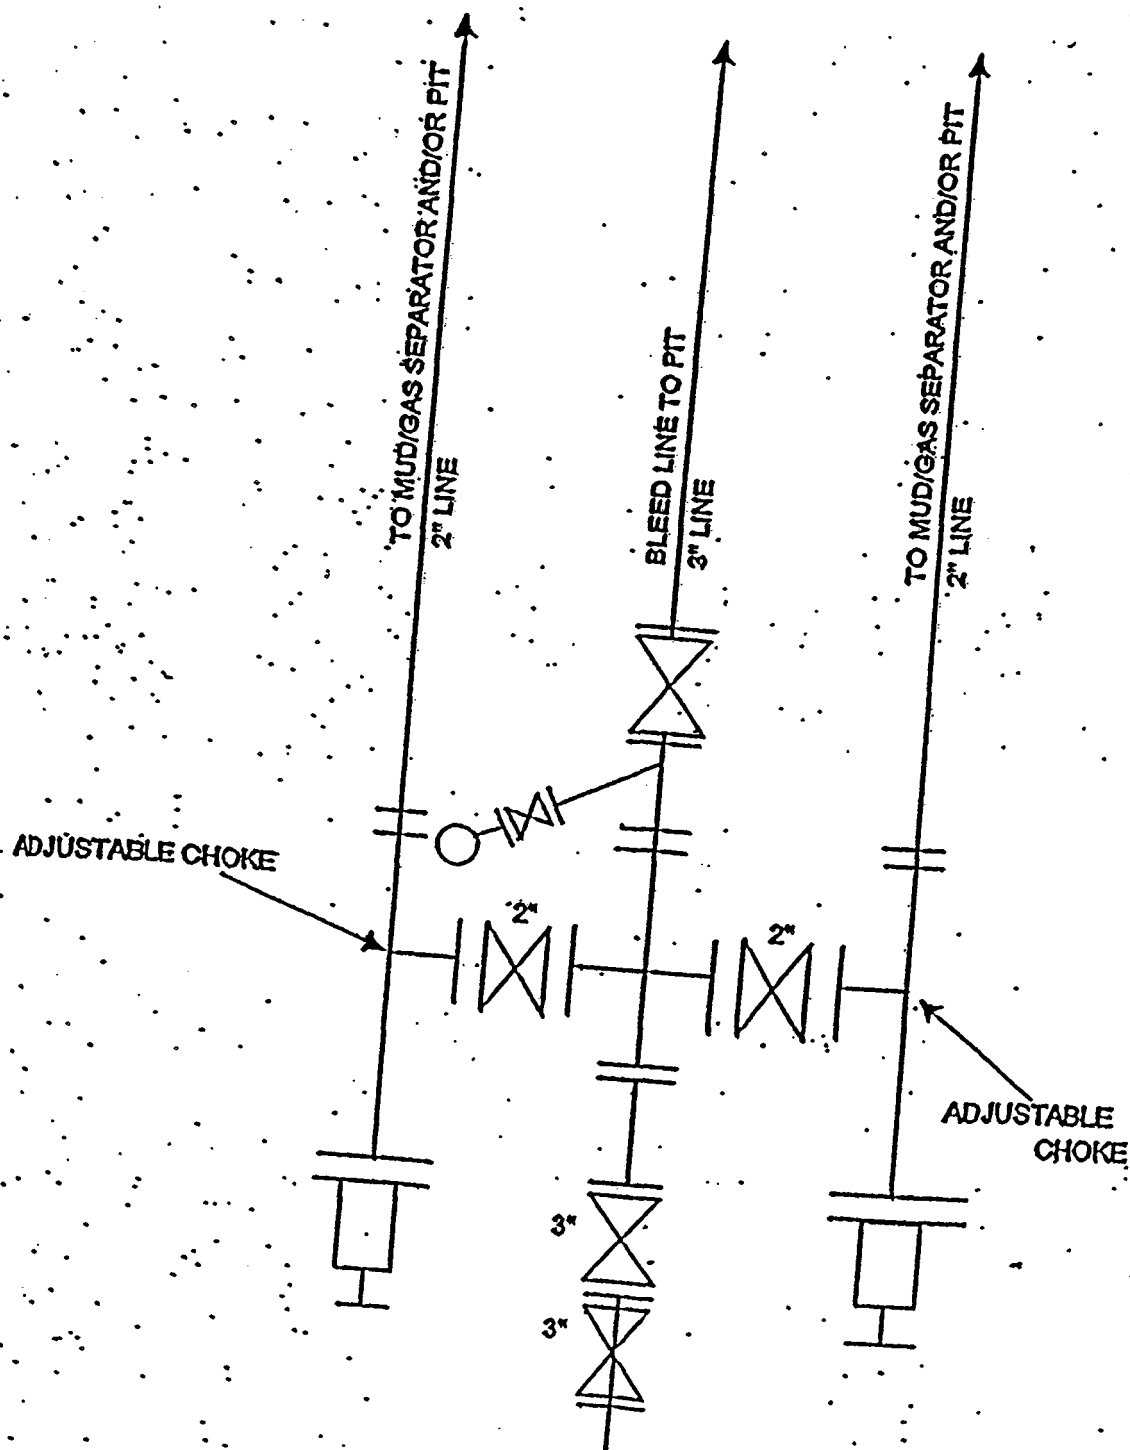 TO MUD/GAS SEPARATOR AND/OR PIT
2" LINE
BLEED LINE TO PIT
3" LINE
TO MUD/GAS SEPARATOR AND/OR PIT
2" LINE
ADJUSTABLE CHOKE
2"
2"
ADJUSTABLE
CHOKE
3"
3"